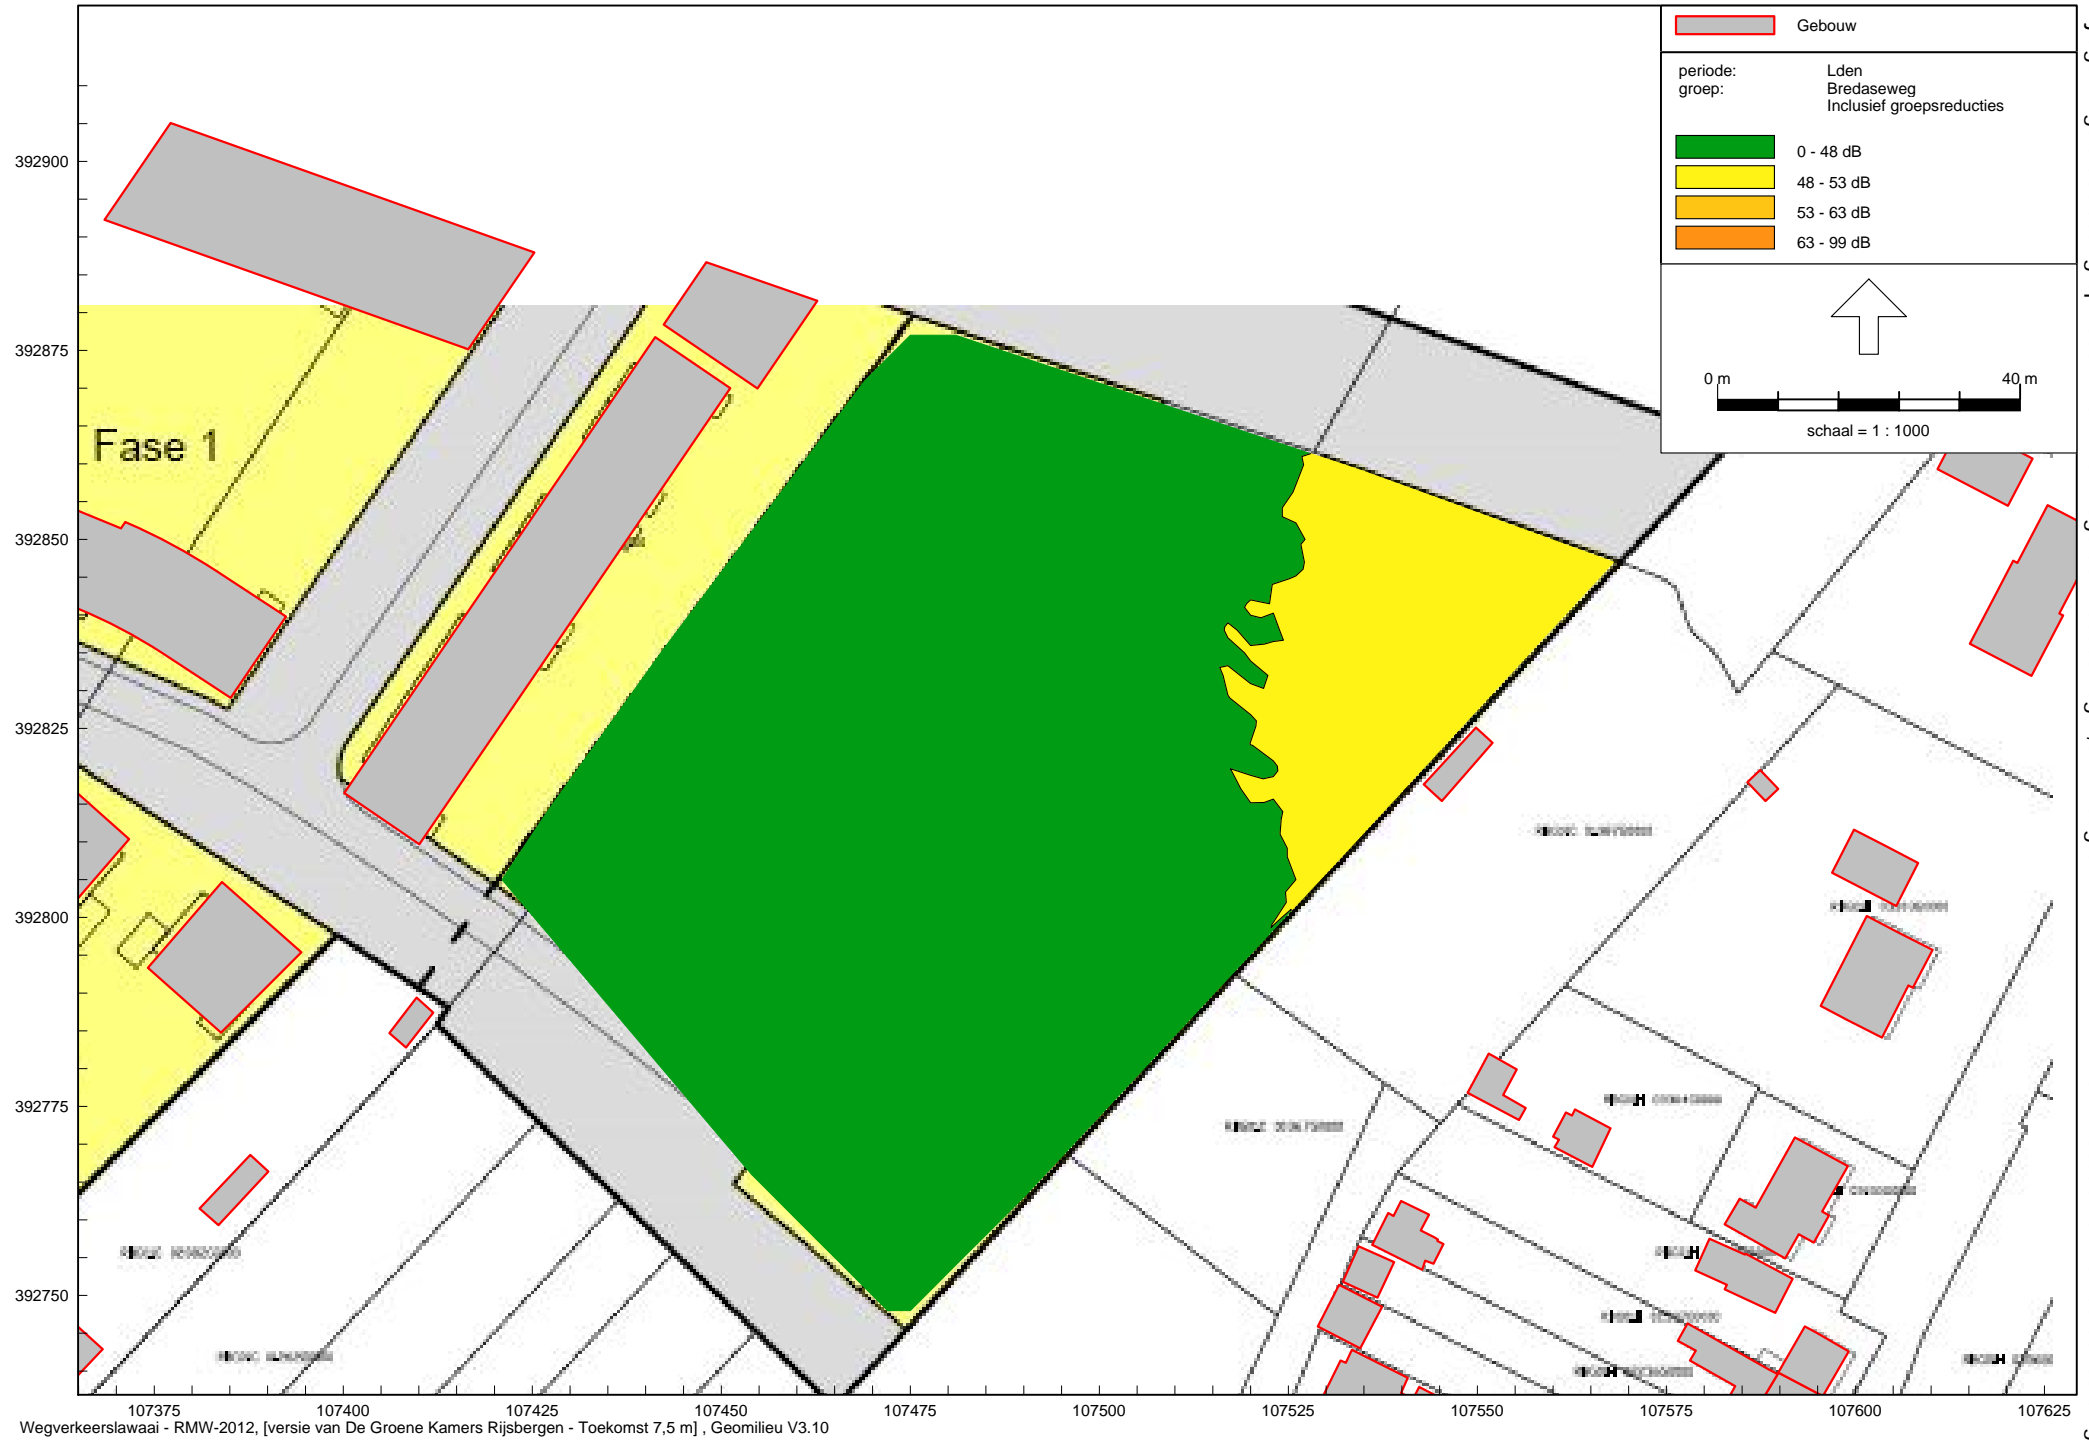 Gebouw
periode: Lden
groep: Bredaseweg
Inclusief groepsreducties
0 - 48 dB
48 - 53 dB
53 - 63 dB
63 - 99 dB
0 m 40 m
schaal = 1 : 1000
Fase 1
392900
392875
392850
392825
392800
392775
392750
107375 107400 107425 107450 107475 107500 107525 107550 107575 107600 107625
Wegverkeerslawaai - RMW-2012, [versie van De Groene Kamers Rijsbergen - Toekomst 7,5 m] , Geomilieu V3.10